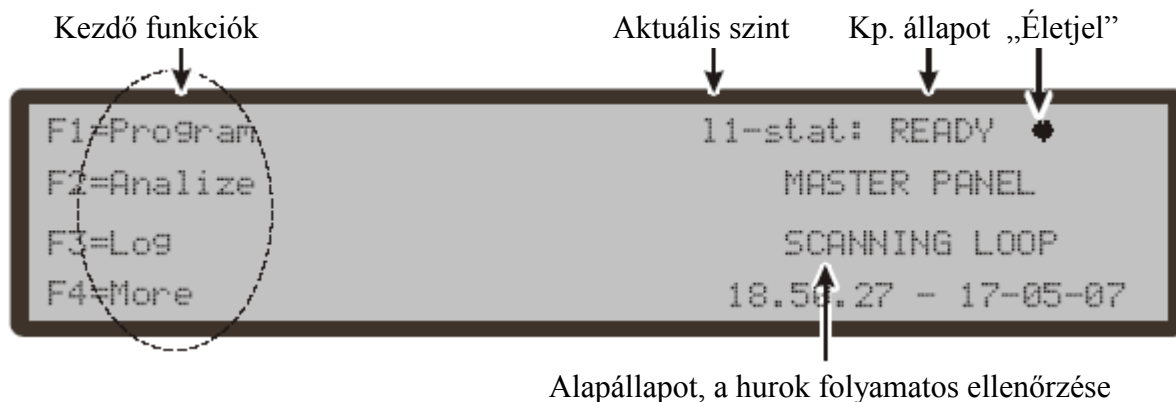 Kezdő funkciók Aktuális szint Kp. állapot „Életjel”
F1=Program l1-stat: READY
F2=Analize MASTER PANEL
F3=Log SCANNING LOOP
F4=More 18.56.27 - 17-05-07
Alapállapot, a hurok folyamatos ellenőrzése